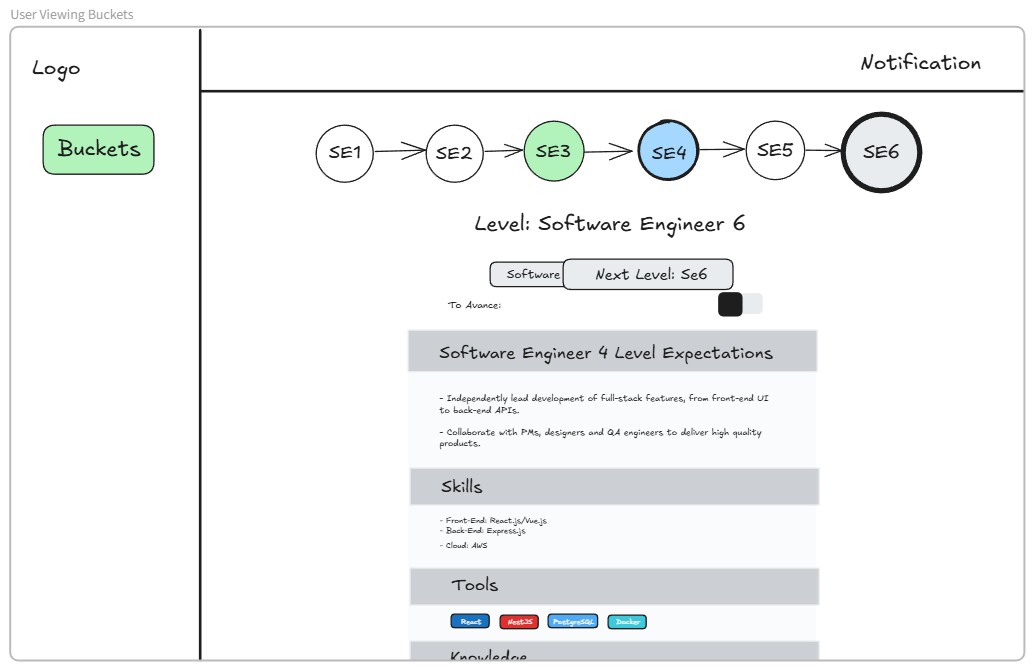 User Viewing Buckets
Logo
Notification
Buckets
SE1
SE2
SE3
SE4
SE5
SE6
Level: Software Engineer 6
Software
Next Level: Se6
To Avance:
Software Engineer 4 Level Expectations
- Independently lead development of full-stack features, from front-end UI
to back-end APIs.
- Collaborate with PMs, designers and QA engineers to deliver high quality
products.
Skills
- Front-End: React.js/Vue.js
- Back-End: Express.js
- Cloud: AWS
Tools
React
NestJS
PostgreSQL
Docker
Knowledge